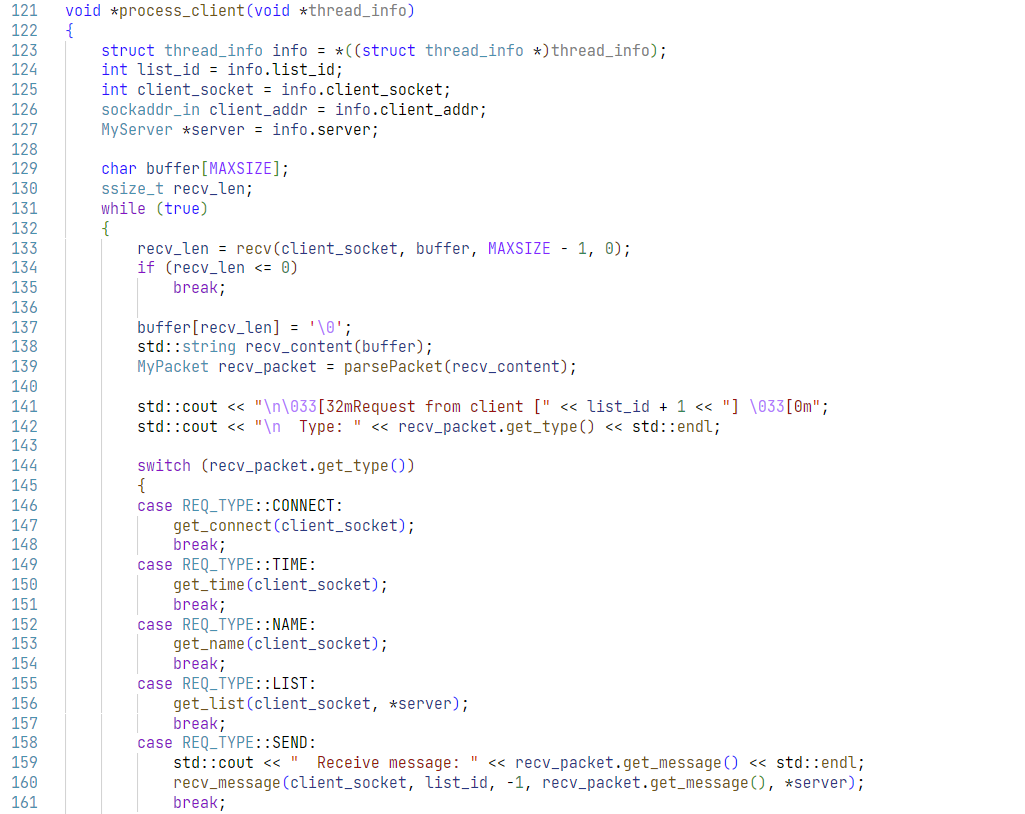 121 void *process_client(void *thread_info)
122 {
123     struct thread_info info = *((struct thread_info *)thread_info);
124     int list_id = info.list_id;
125     int client_socket = info.client_socket;
126     sockaddr_in client_addr = info.client_addr;
127     MyServer *server = info.server;
128
129     char buffer[MAXSIZE];
130     ssize_t recv_len;
131     while (true)
132     {
133         recv_len = recv(client_socket, buffer, MAXSIZE - 1, 0);
134         if (recv_len <= 0)
135             break;
136
137         buffer[recv_len] = '\0';
138         std::string recv_content(buffer);
139         MyPacket recv_packet = parsePacket(recv_content);
140
141         std::cout << "\n\033[32mRequest from client [" << list_id + 1 << "] \033[0m";
142         std::cout << "\n  Type: " << recv_packet.get_type() << std::endl;
143
144         switch (recv_packet.get_type())
145         {
146         case REQ_TYPE::CONNECT:
147             get_connect(client_socket);
148             break;
149         case REQ_TYPE::TIME:
150             get_time(client_socket);
151             break;
152         case REQ_TYPE::NAME:
153             get_name(client_socket);
154             break;
155         case REQ_TYPE::LIST:
156             get_list(client_socket, *server);
157             break;
158         case REQ_TYPE::SEND:
159             std::cout << "  Receive message: " << recv_packet.get_message() << std::endl;
160             recv_message(client_socket, list_id, -1, recv_packet.get_message(), *server);
161             break;